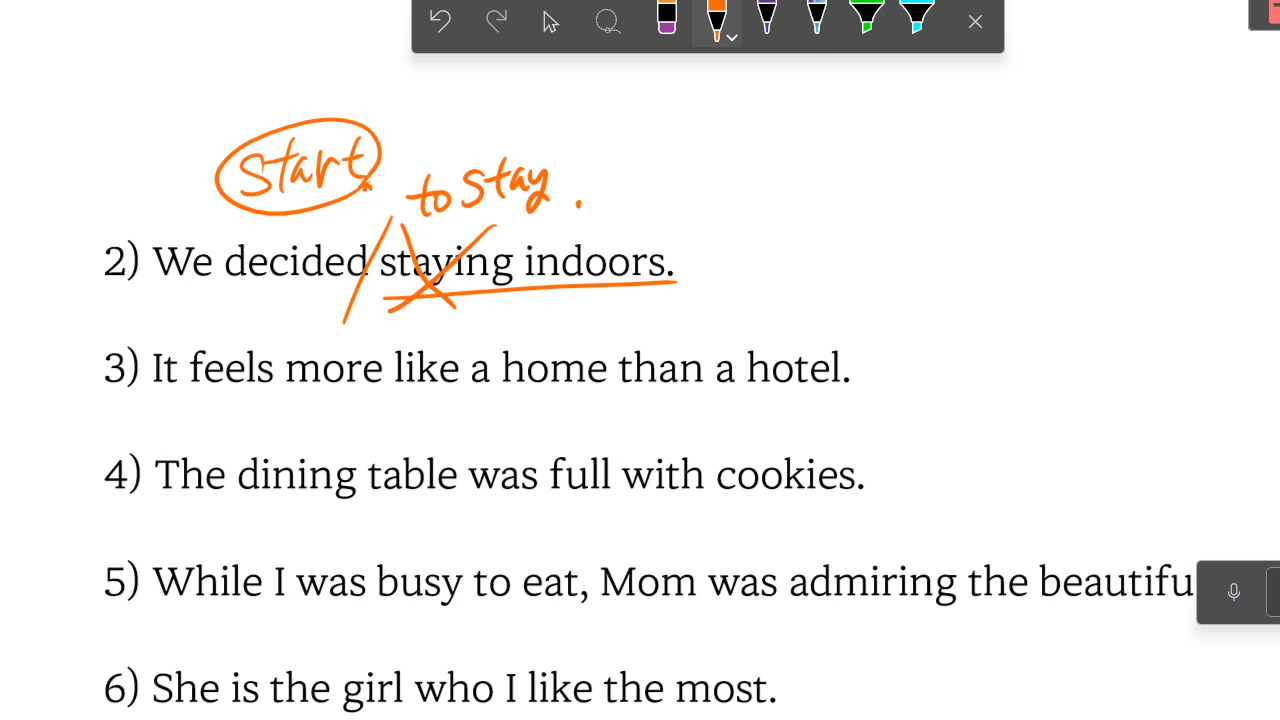 start
to stay.
2) We decided staying indoors.
3) It feels more like a home than a hotel.
4) The dining table was full with cookies.
5) While I was busy to eat, Mom was admiring the beautifu
6) She is the girl who I like the most.